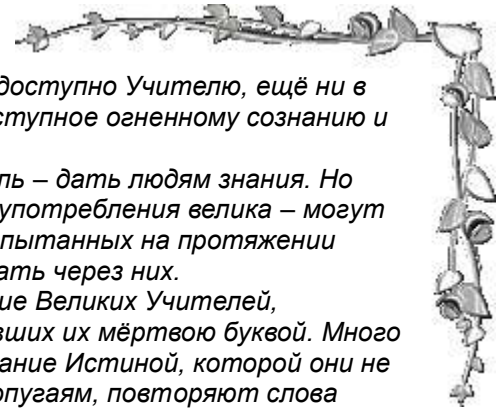 доступно Учителю, ещё ни в
ступное огненному сознанию и
ль – дать людям знания. Но
употребления велика – могут
пытанных на протяжении
ать через них.
ие Великих Учителей,
вших их мёртвою буквой. Много
ание Истиной, которой они не
опугаям, повторяют слова